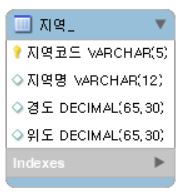 지역_
지역코드 VARCHAR(5)
지역명 VARCHAR(12)
경도 DECIMAL(65,30)
위도 DECIMAL(65,30)
Indexes